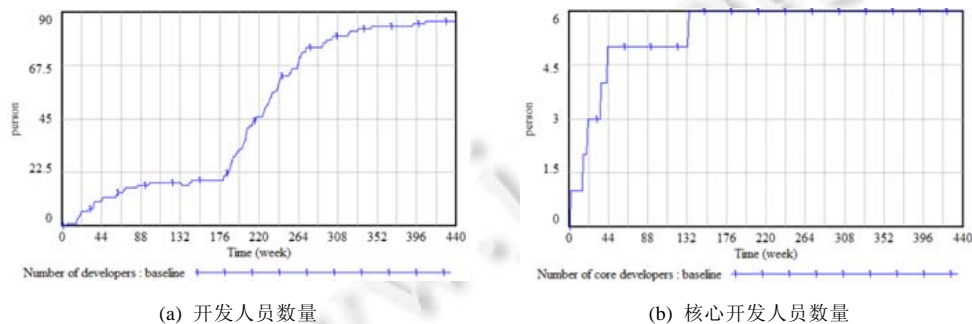 90
67.5
45
22.5
0
person
0 44 88 132 176 220 264 308 352 396 440
Time (week)
Number of developers : baseline
(a) 开发人员数量
6
4.5
3
1.5
0
person
0 44 88 132 176 220 264 308 352 396 440
Time (week)
Number of core developers : baseline
(b) 核心开发人员数量